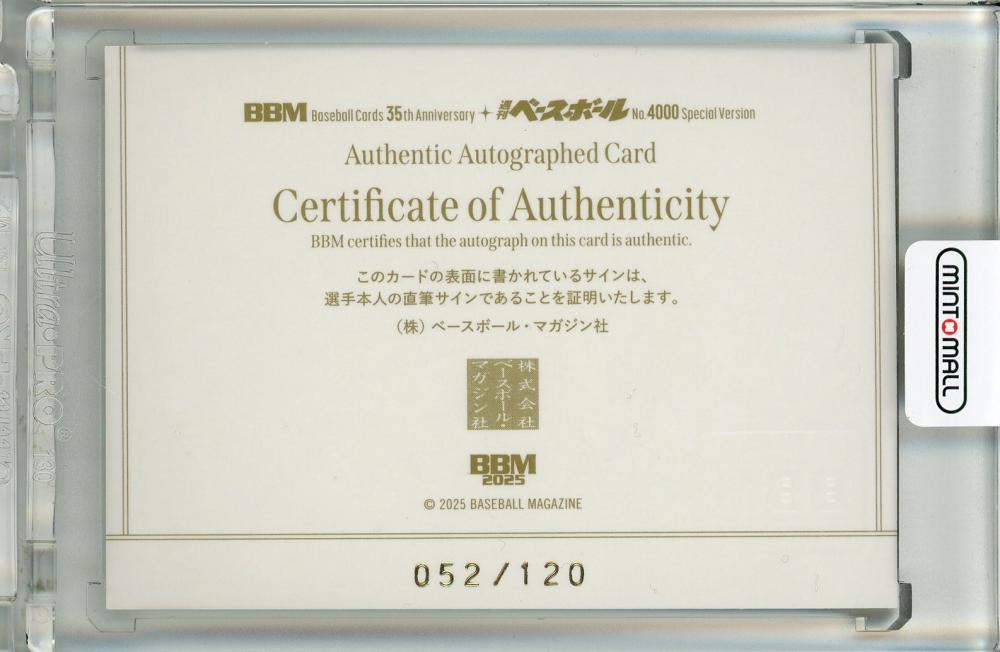 BBM Baseball Cards 35th Anniversary + 週刊ベースボール No.4000 Special Version
Authentic Autographed Card
Certificate of Authenticity
BBM certifies that the autograph on this card is authentic.
このカードの表面に書かれているサインは、
選手本人の直筆サインであることを証明いたします。
（株）ベースボール・マガジン社
株式会社
ベースボール・
マガジン社
BBM
2025
© 2025 BASEBALL MAGAZINE
052/120
MINT MALL
Ultra·PRO® 130